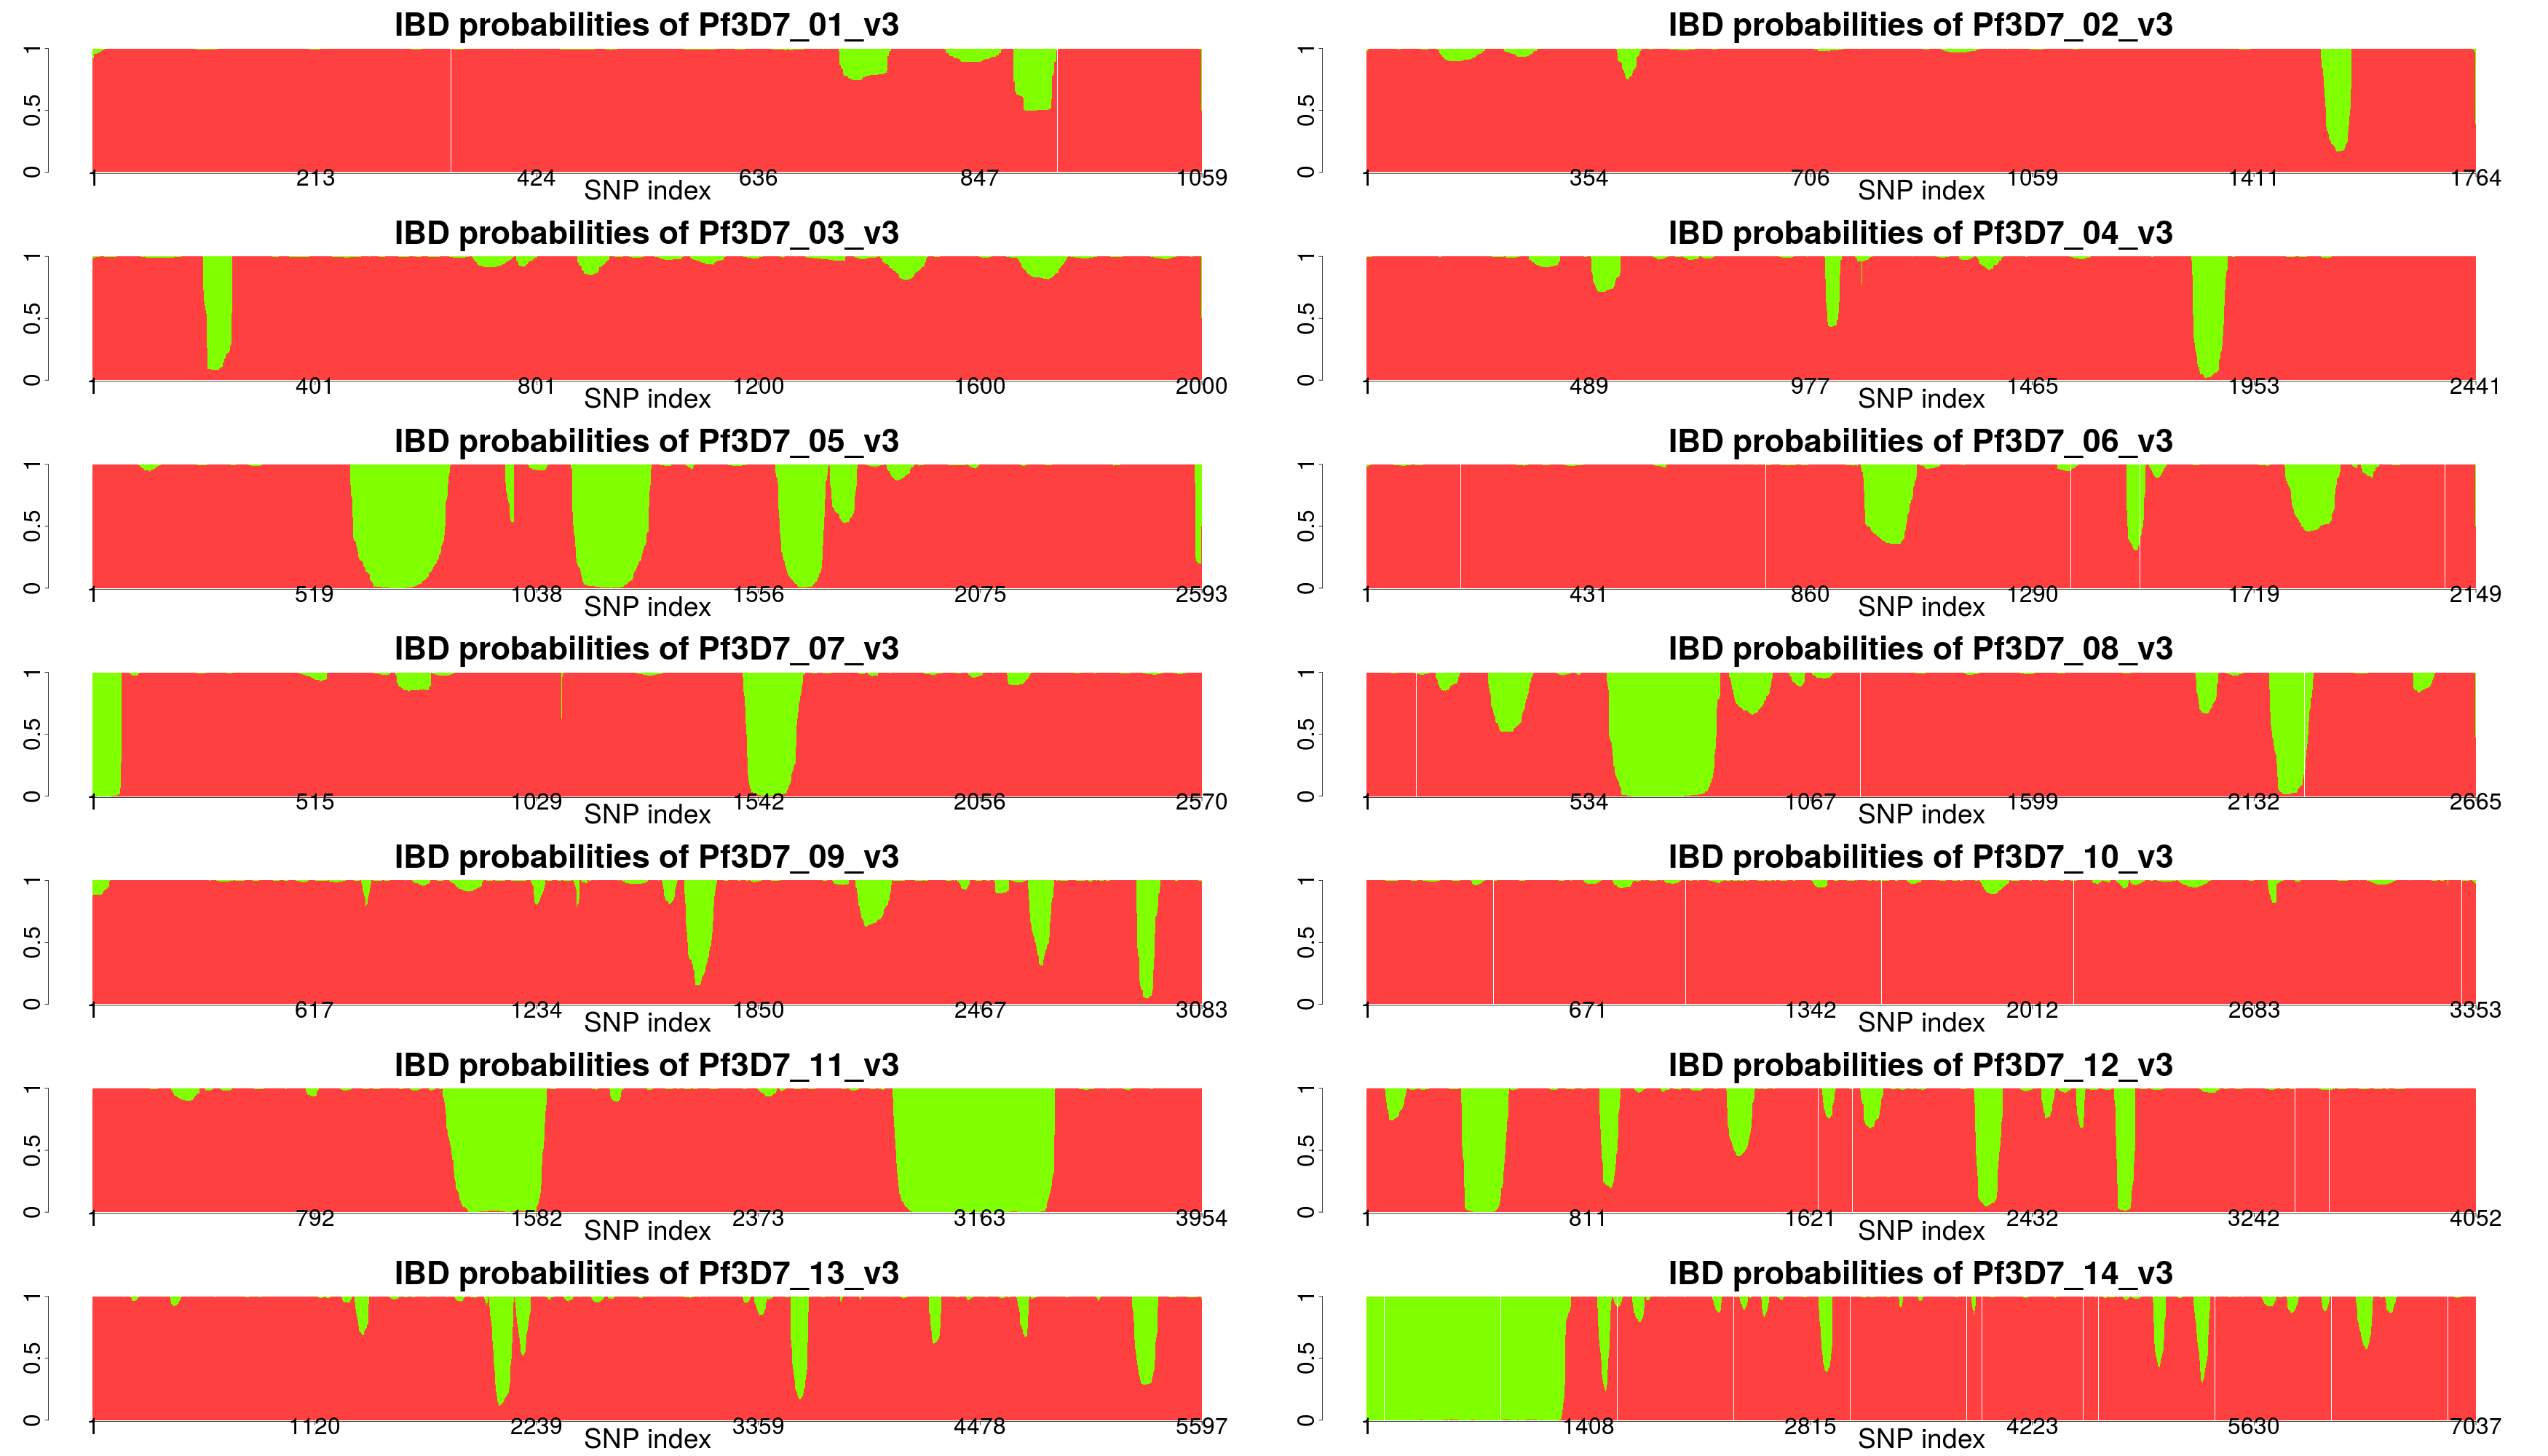 IBD probabilities of Pf3D7_01_v3
0 0.5 1
1 213 424 636 847 1059
SNP index
IBD probabilities of Pf3D7_02_v3
0 0.5 1
1 354 706 1059 1411 1764
SNP index
IBD probabilities of Pf3D7_03_v3
0 0.5 1
1 401 801 1200 1600 2000
SNP index
IBD probabilities of Pf3D7_04_v3
0 0.5 1
1 489 977 1465 1953 2441
SNP index
IBD probabilities of Pf3D7_05_v3
0 0.5 1
1 519 1038 1556 2075 2593
SNP index
IBD probabilities of Pf3D7_06_v3
0 0.5 1
1 431 860 1290 1719 2149
SNP index
IBD probabilities of Pf3D7_07_v3
0 0.5 1
1 515 1029 1542 2056 2570
SNP index
IBD probabilities of Pf3D7_08_v3
0 0.5 1
1 534 1067 1599 2132 2665
SNP index
IBD probabilities of Pf3D7_09_v3
0 0.5 1
1 617 1234 1850 2467 3083
SNP index
IBD probabilities of Pf3D7_10_v3
0 0.5 1
1 671 1342 2012 2683 3353
SNP index
IBD probabilities of Pf3D7_11_v3
0 0.5 1
1 792 1582 2373 3163 3954
SNP index
IBD probabilities of Pf3D7_12_v3
0 0.5 1
1 811 1621 2432 3242 4052
SNP index
IBD probabilities of Pf3D7_13_v3
0 0.5 1
1 1120 2239 3359 4478 5597
SNP index
IBD probabilities of Pf3D7_14_v3
0 0.5 1
1 1408 2815 4223 5630 7037
SNP index